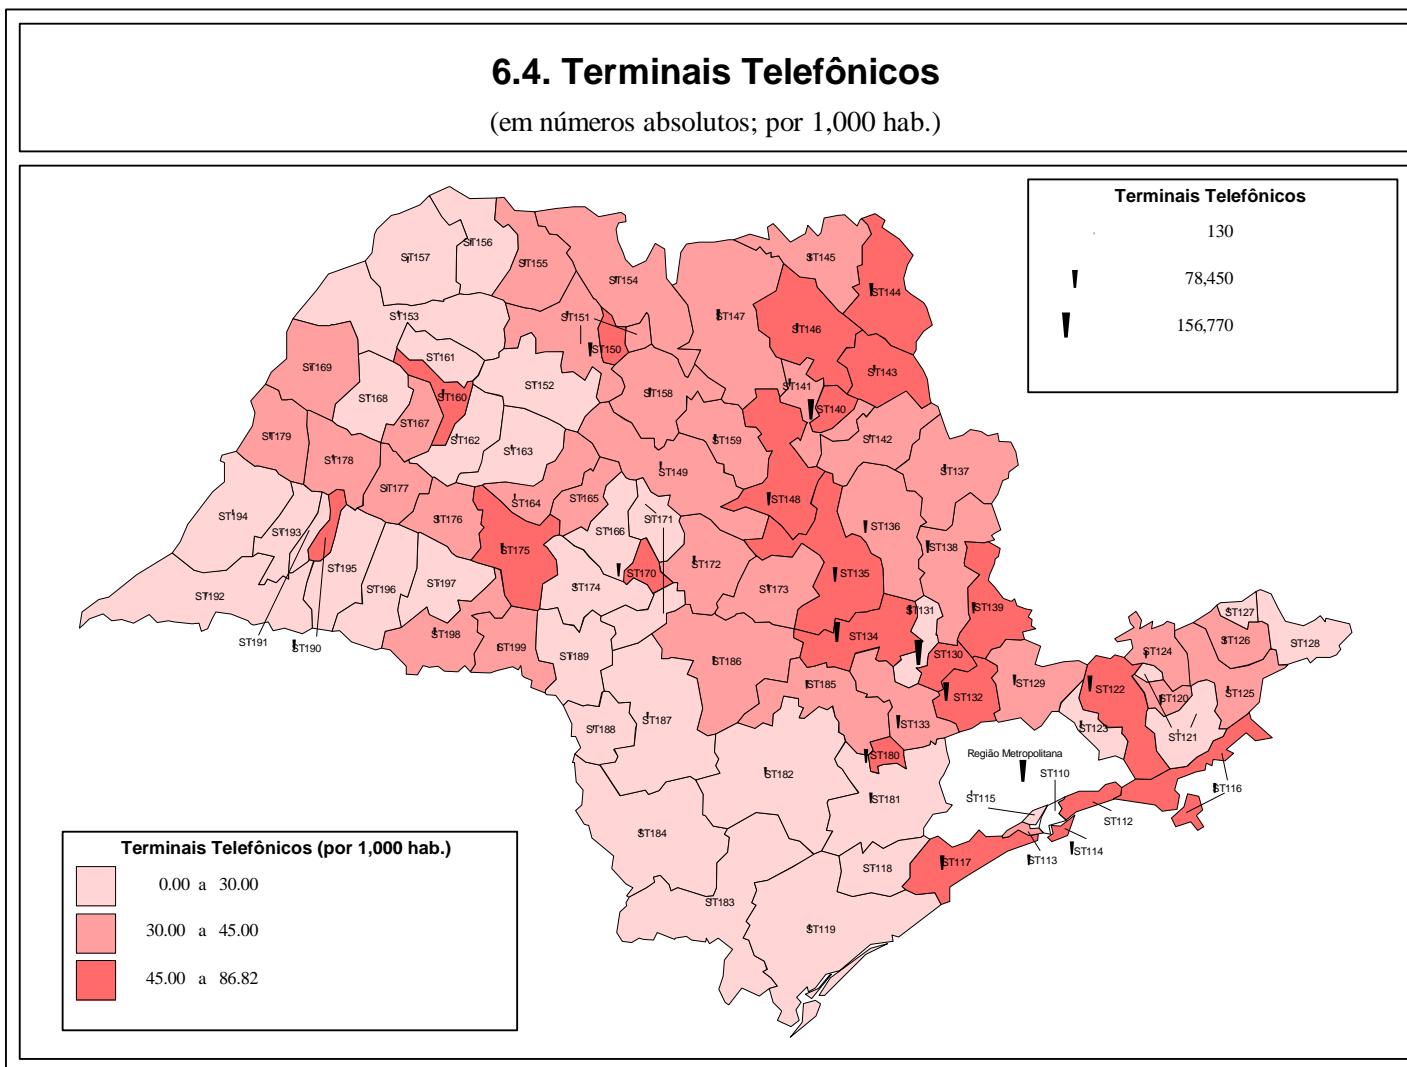 6.4. Terminais Telefônicos
(em números absolutos; por 1,000 hab.)
Terminais Telefônicos
130
78,450
156,770
ST156
ST157
ST155
ST154
ST145
ST144
ST153
ST151
ST147
ST146
ST150
ST161
ST169
ST152
ST143
ST141
ST168
ST160
ST158
ST140
ST167
ST179
ST162
ST163
ST159
ST142
ST178
ST149
ST137
ST177
ST164
ST165
ST148
ST194
ST193
ST176
ST166
ST171
ST136
ST175
ST138
ST195
ST170
ST172
ST135
ST192
ST196
ST197
ST174
ST173
ST139
ST131
ST127
ST191
ST190
ST198
ST199
ST134
ST126
ST128
ST189
ST186
ST130
ST124
ST185
ST129
ST122
ST125
ST132
ST120
ST188
ST187
ST133
ST123
ST121
ST180
Região Metropolitana
ST182
ST110
ST181
ST115
ST116
ST112
ST184
ST114
ST113
ST117
ST118
ST183
ST119
Terminais Telefônicos (por 1,000 hab.)
0.00 a 30.00
30.00 a 45.00
45.00 a 86.82